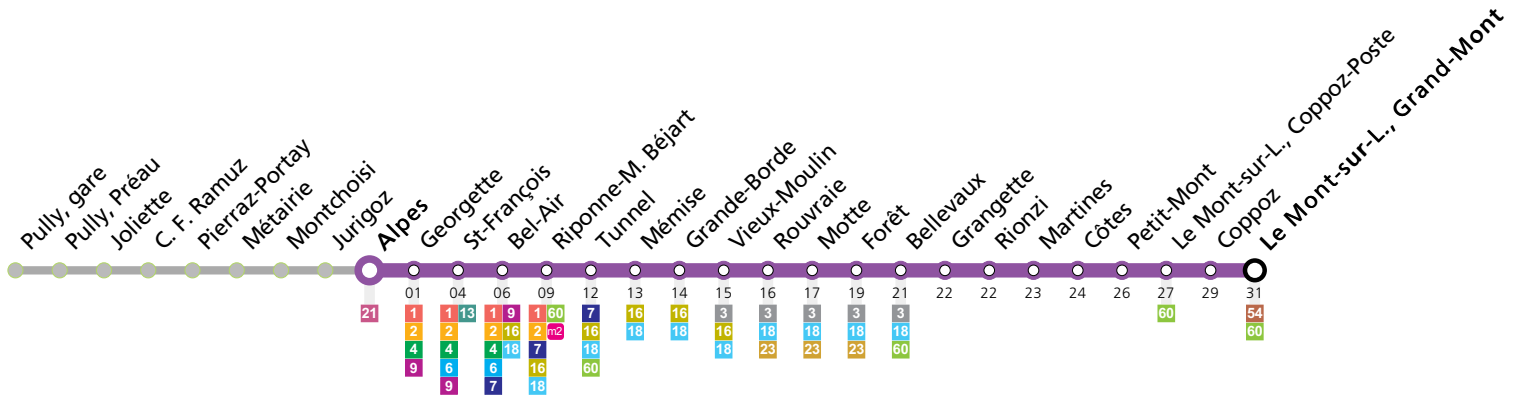 Pully, gare
Pully, Préau
Joliette
C. F. Ramuz
Pierraz-Portay
Métairie
Montchoisi
Jurigoz
Alpes
Georgette
St-François
Bel-Air
Riponne-M. Béjart
Tunnel
Mémise
Grande-Borde
Vieux-Moulin
Rouvraie
Motte
Forêt
Bellevaux
Grangette
Rionzi
Martines
Côtes
Petit-Mont
Le Mont-sur-L., Coppoz-Poste
Coppoz
Le Mont-sur-L., Grand-Mont
01 04 06 09 12 13 14 15 16 17 19 21 22 22 23 24 26 27 29 31
21 1 1 13 1 9 1 60 7 16 16 3 3 3 3 3 60 54
2 2 2 16 2 m2 16 18 18 16 18 18 18 18 60
4 4 4 18 7 18 18 23 23 23 60
9 6 6 16 60
9 7 18